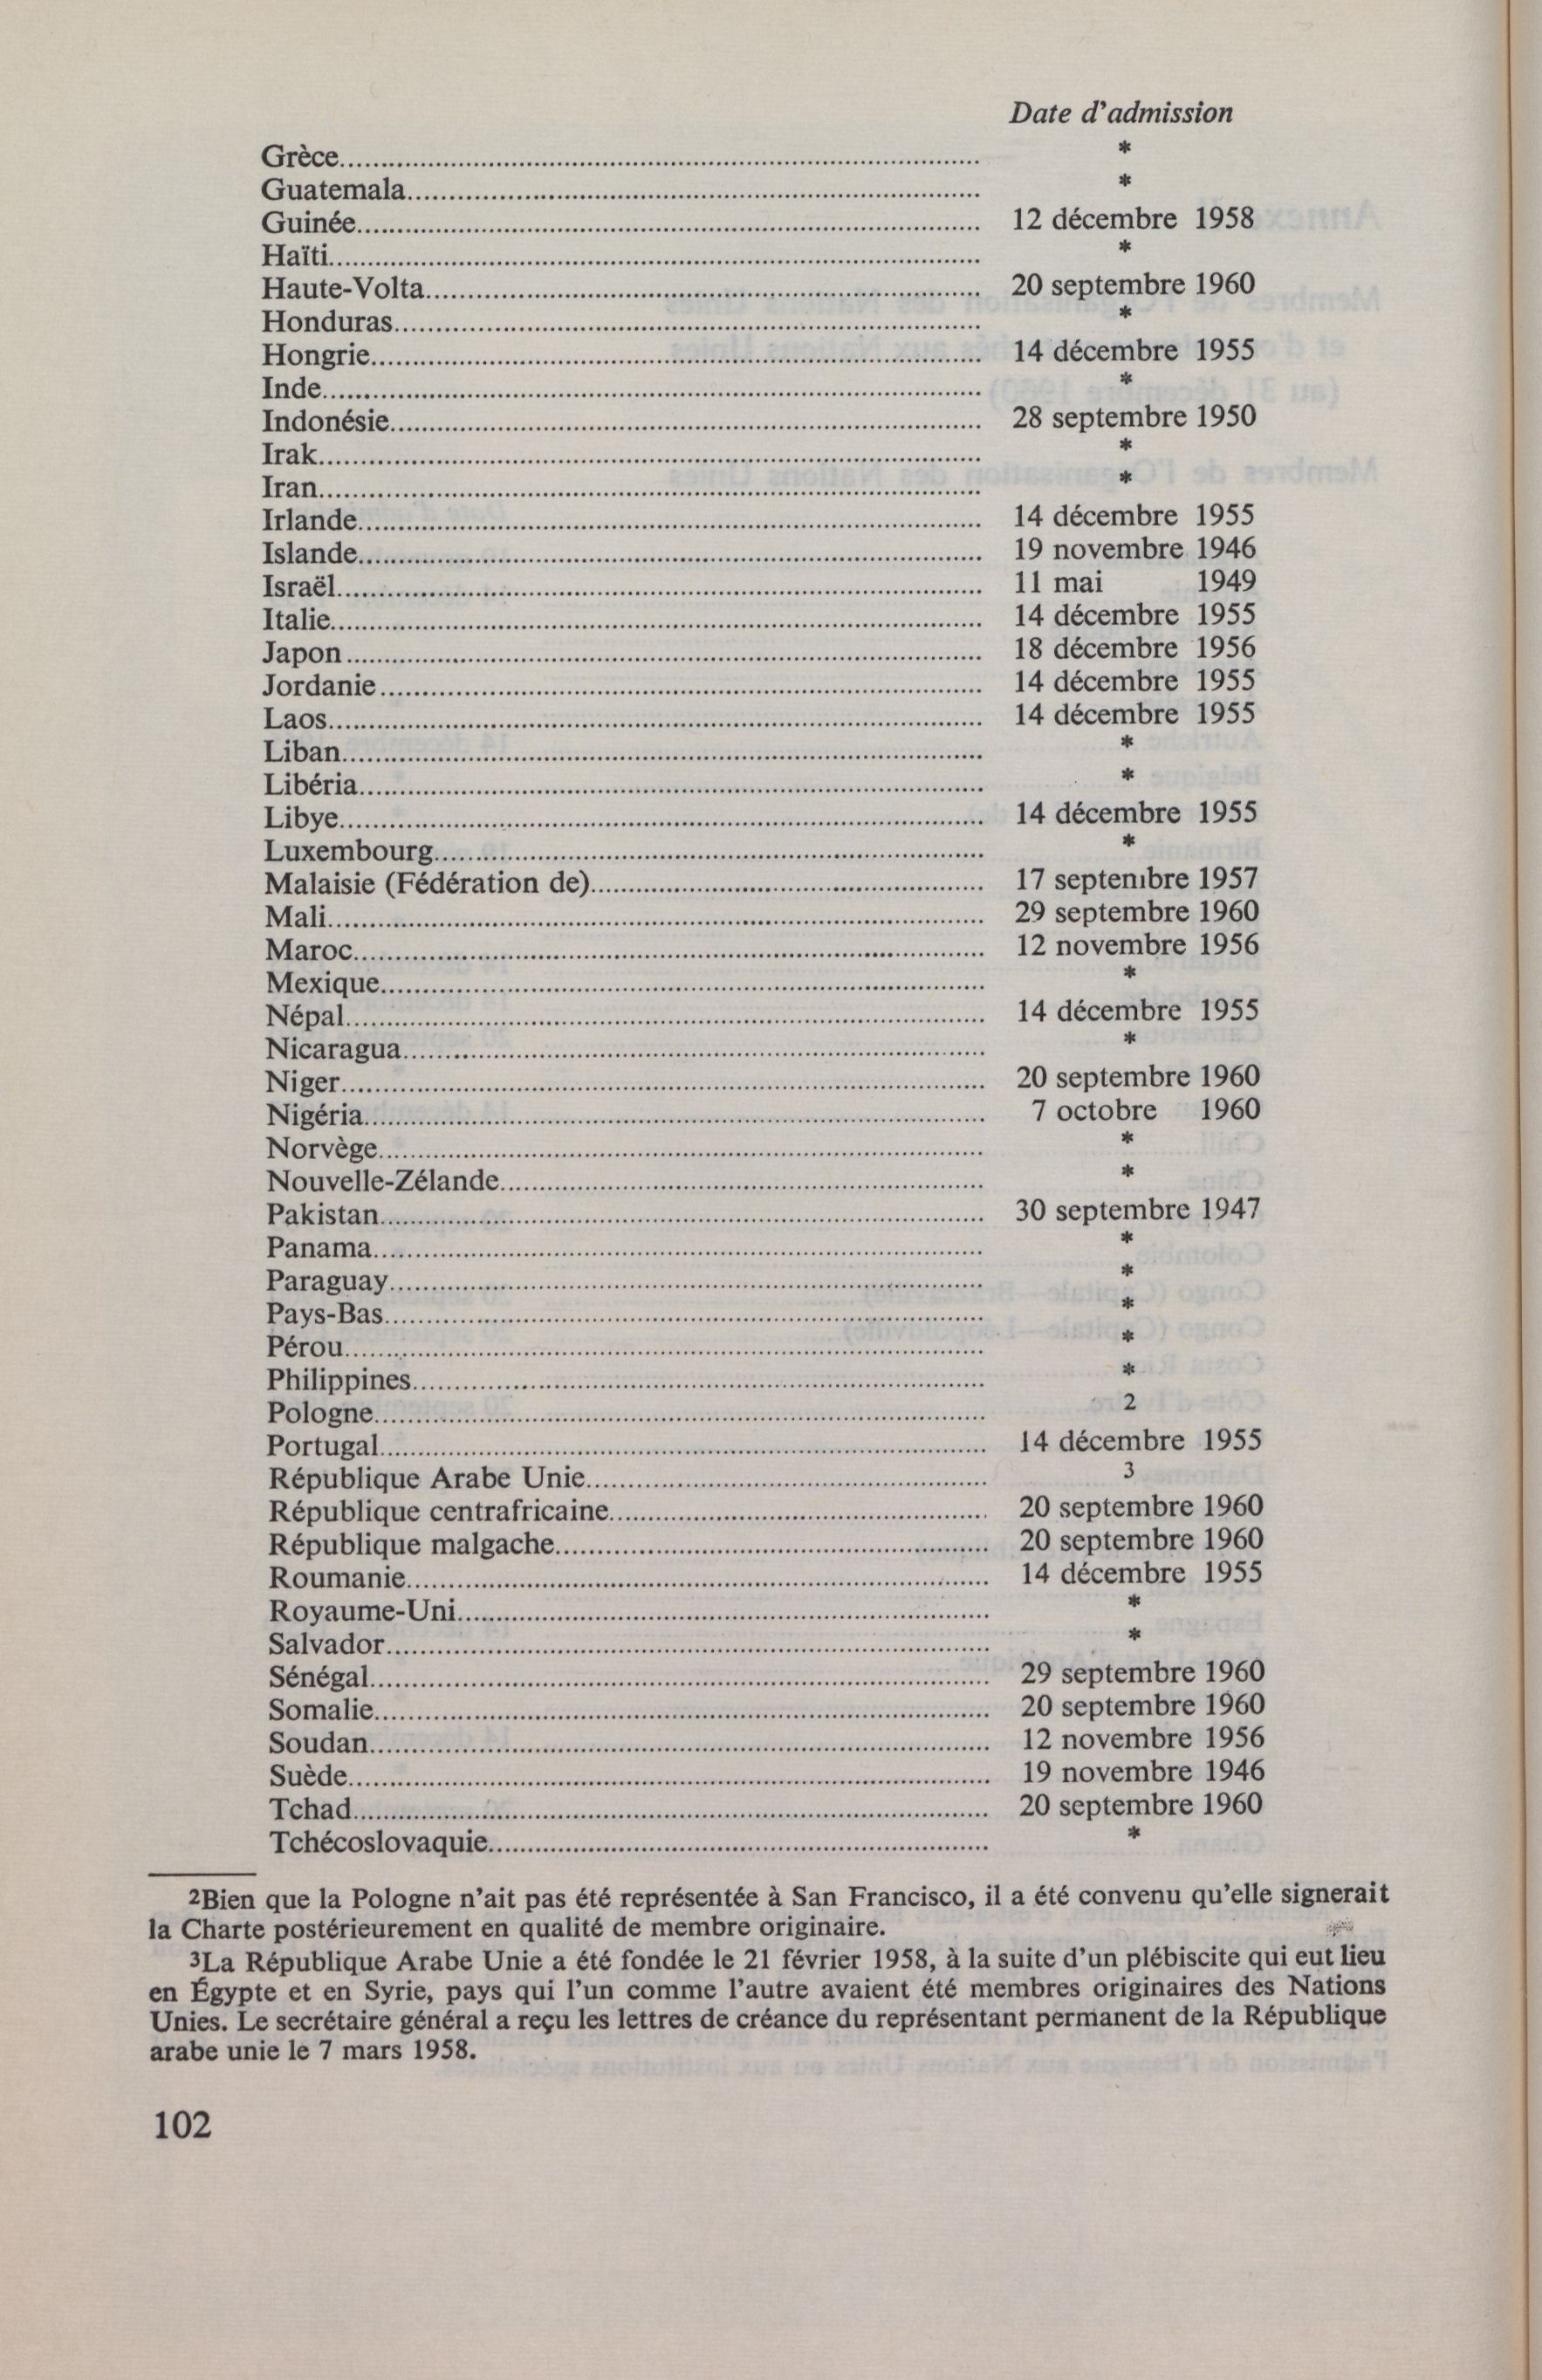 Date d'admission
Grèce.......... *
Guatemala.......... *
Guinée.......... 12 décembre 1958
Haïti.......... *
Haute-Volta.......... 20 septembre 1960
Honduras.......... *
Hongrie.......... 14 décembre 1955
Inde.......... *
Indonésie.......... 28 septembre 1950
Irak.......... *
Iran.......... *
Irlande.......... 14 décembre 1955
Islande.......... 19 novembre 1946
Israël.......... 11 mai 1949
Italie.......... 14 décembre 1955
Japon.......... 18 décembre 1956
Jordanie.......... 14 décembre 1955
Laos.......... 14 décembre 1955
Liban.......... *
Libéria.......... *
Libye.......... 14 décembre 1955
Luxembourg.......... *
Malaisie (Fédération de).......... 17 septembre 1957
Mali.......... 29 septembre 1960
Maroc.......... 12 novembre 1956
Mexique.......... *
Népal.......... 14 décembre 1955
Nicaragua.......... *
Niger.......... 20 septembre 1960
Nigéria.......... 7 octobre 1960
Norvège.......... *
Nouvelle-Zélande.......... *
Pakistan.......... 30 septembre 1947
Panama.......... *
Paraguay.......... *
Pays-Bas.......... *
Pérou.......... *
Philippines.......... *
Pologne.......... 2
Portugal.......... 14 décembre 1955
République Arabe Unie.......... 3
République centrafricaine.......... 20 septembre 1960
République malgache.......... 20 septembre 1960
Roumanie.......... 14 décembre 1955
Royaume-Uni.......... *
Salvador.......... *
Sénégal.......... 29 septembre 1960
Somalie.......... 20 septembre 1960
Soudan.......... 12 novembre 1956
Suède.......... 19 novembre 1946
Tchad.......... 20 septembre 1960
Tchécoslovaquie.......... *
2Bien que la Pologne n'ait pas été représentée à San Francisco, il a été convenu qu'elle signerait
la Charte postérieurement en qualité de membre originaire.
3La République Arabe Unie a été fondée le 21 février 1958, à la suite d'un plébiscite qui eut lieu
en Égypte et en Syrie, pays qui l'un comme l'autre avaient été membres originaires des Nations
Unies. Le secrétaire général a reçu les lettres de créance du représentant permanent de la République
arabe unie le 7 mars 1958.
102